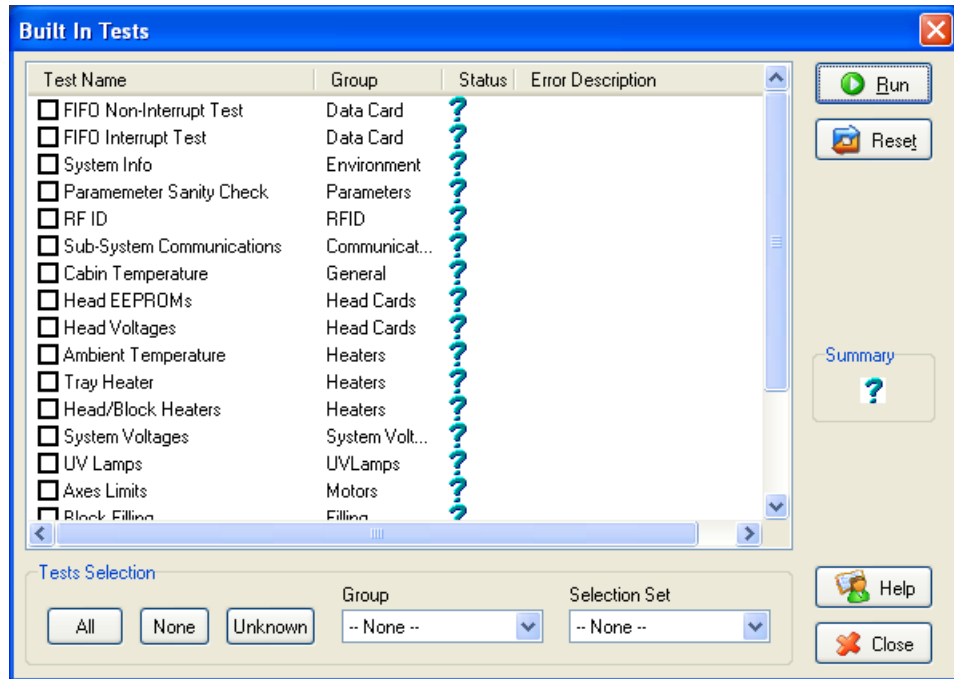 Built In Tests
Test Name Group Status Error Description
FIFO Non-Interrupt Test Data Card ?
FIFO Interrupt Test Data Card ?
System Info Environment ?
Paramemeter Sanity Check Parameters ?
RF ID RFID ?
Sub-System Communications Communicat... ?
Cabin Temperature General ?
Head EEPROMs Head Cards ?
Head Voltages Head Cards ?
Ambient Temperature Heaters ?
Tray Heater Heaters ?
Head/Block Heaters Heaters ?
System Voltages System Volt... ?
UV Lamps UVLamps ?
Axes Limits Motors ?
Block Filling Filling ?
Run
Reset
Summary
?
Tests Selection
All None Unknown
Group
-- None --
Selection Set
-- None --
Help
Close